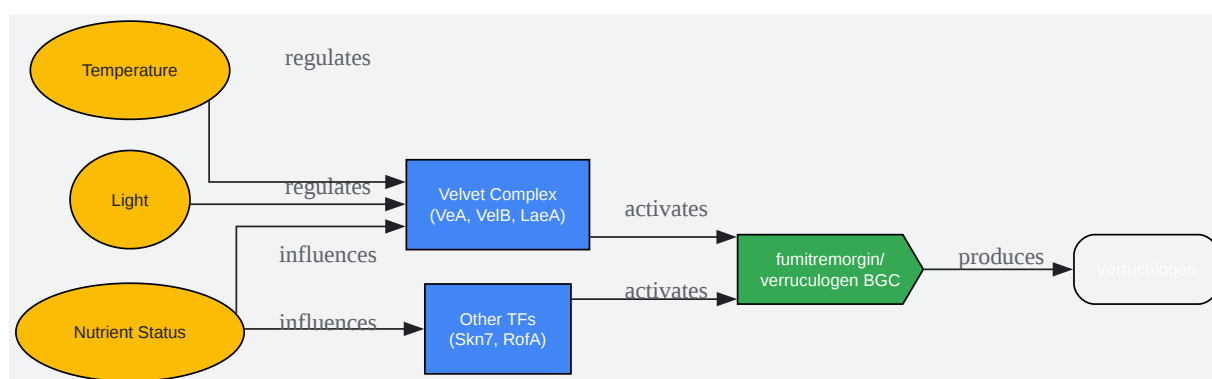 Temperature
regulates
Light
regulates
Velvet Complex
(VeA, VelB, LaeA)
activates
influences
fumitremorgin/
verruculogen BGC
produces
Verruculogen
Nutrient Status
influences
Other TFs
(Skn7, RofA)
activates